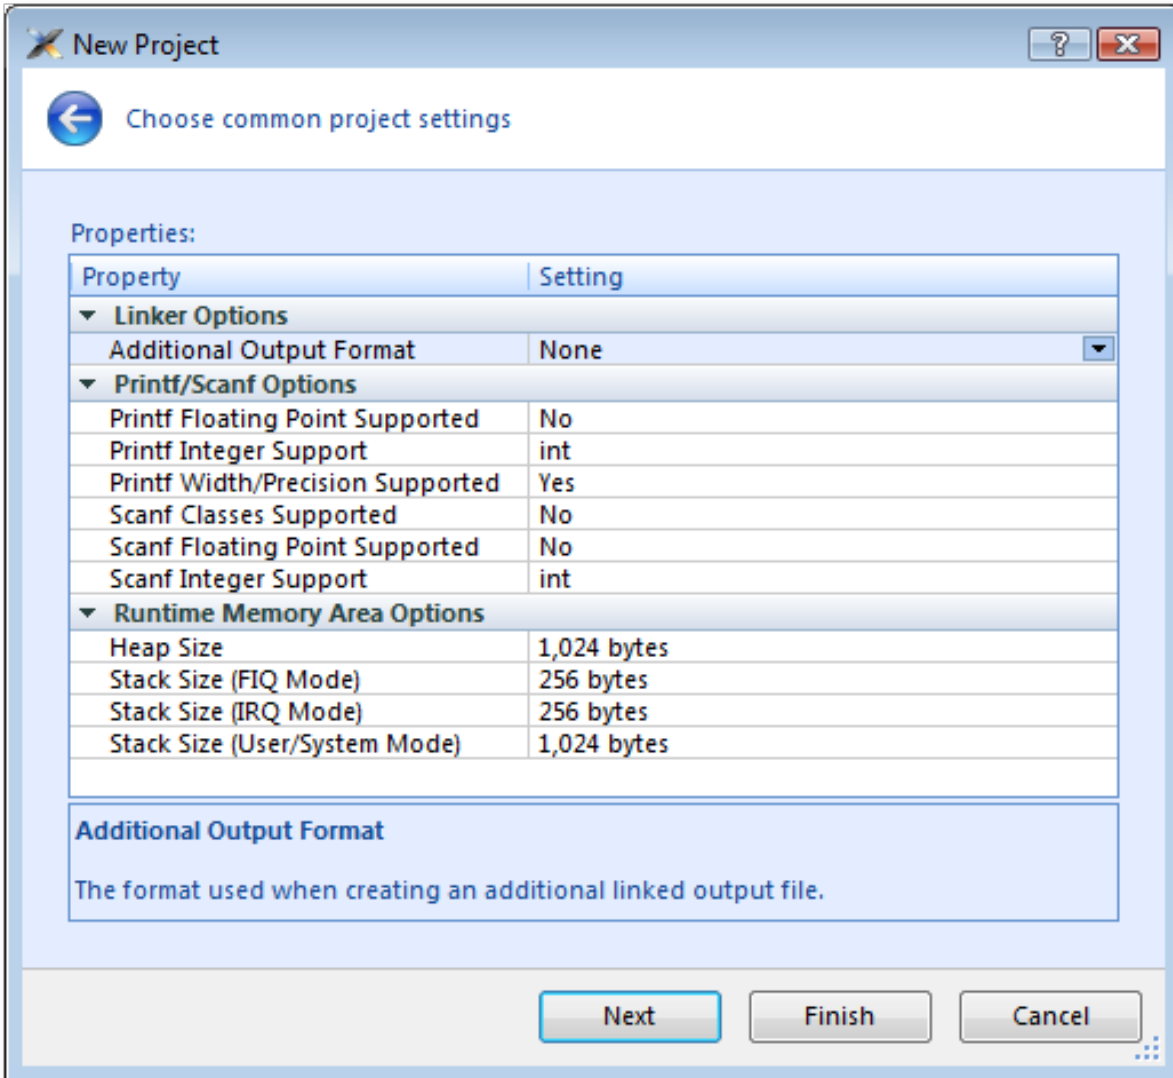 New Project
?
Choose common project settings
Properties:
Property Setting
Linker Options
Additional Output Format None
Printf/Scanf Options
Printf Floating Point Supported No
Printf Integer Support int
Printf Width/Precision Supported Yes
Scanf Classes Supported No
Scanf Floating Point Supported No
Scanf Integer Support int
Runtime Memory Area Options
Heap Size 1,024 bytes
Stack Size (FIQ Mode) 256 bytes
Stack Size (IRQ Mode) 256 bytes
Stack Size (User/System Mode) 1,024 bytes
Additional Output Format
The format used when creating an additional linked output file.
Next Finish Cancel